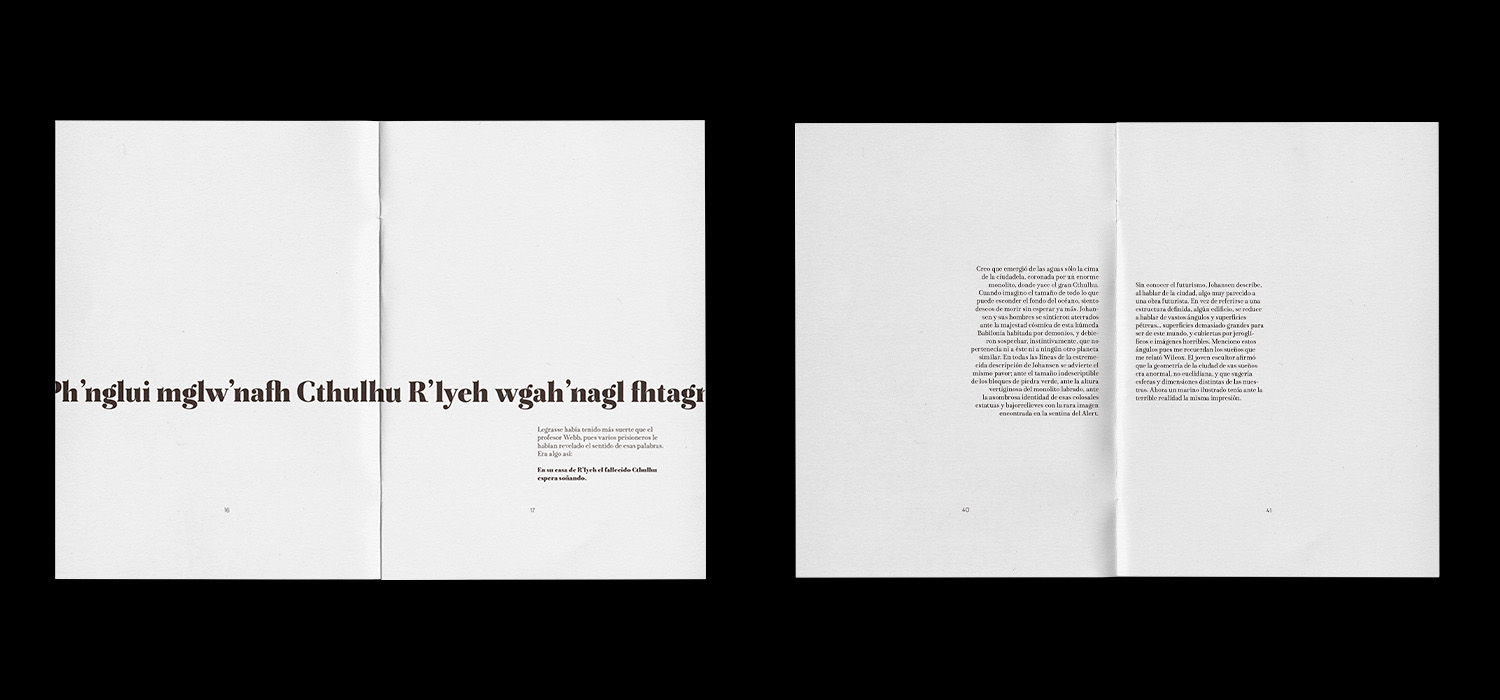 Ph’nglui mglw’nafh Cthulhu R’lyeh wgah’nagl fhtagn
Legrasse había tenido más suerte que el
profesor Webb, pues varios prisioneros le
habían revelado el sentido de esas palabras.
Era algo así:
En su casa de R’lyeh el fallecido Cthulhu
espera soñando.
16
17
Creo que emergió de las aguas sólo la cima
de la ciudadela, coronada por un enorme
monolito, donde yace el gran Cthulhu.
Cuando imagino el tamaño de todo lo que
puede esconder el fondo del océano, siento
deseos de morir sin esperar ya más. Johan-
sen y sus hombres se sintieron aterrados
ante la majestad cósmica de esta húmeda
Babilonia habitada por demonios, y debie-
ron sospechar, instintivamente, que no
pertenecía ni a éste ni a ningún otro planeta
similar. En todas las líneas de la estreme-
cida descripción de Johansen se advierte el
mismo pavor; ante el tamaño indescriptible
de los bloques de piedra verde, ante la altura
vertiginosa del monolito labrado, ante
la asombrosa identidad de esas colosales
estatuas y bajorrelieves con la rara imagen
encontrada en la sentina del Alert.
40
Sin conocer el futurismo, Johansen describe,
al hablar de la ciudad, algo muy parecido a
una obra futurista. En vez de referirse a una
estructura definida, algún edificio, se reduce
a hablar de vastos ángulos y superficies
pétreas... superficies demasiado grandes para
ser de este mundo, y cubiertas por jeroglí-
ficos e imágenes horribles. Menciono estos
ángulos pues me recuerdan los sueños que
me relató Wilcox. El joven escultor afirmó
que la geometría de la ciudad de sus sueños
era anormal, no euclidiana, y que sugería
esferas y dimensiones distintas de las nues-
tras. Ahora un marino ilustrado tenía ante la
terrible realidad la misma impresión.
41